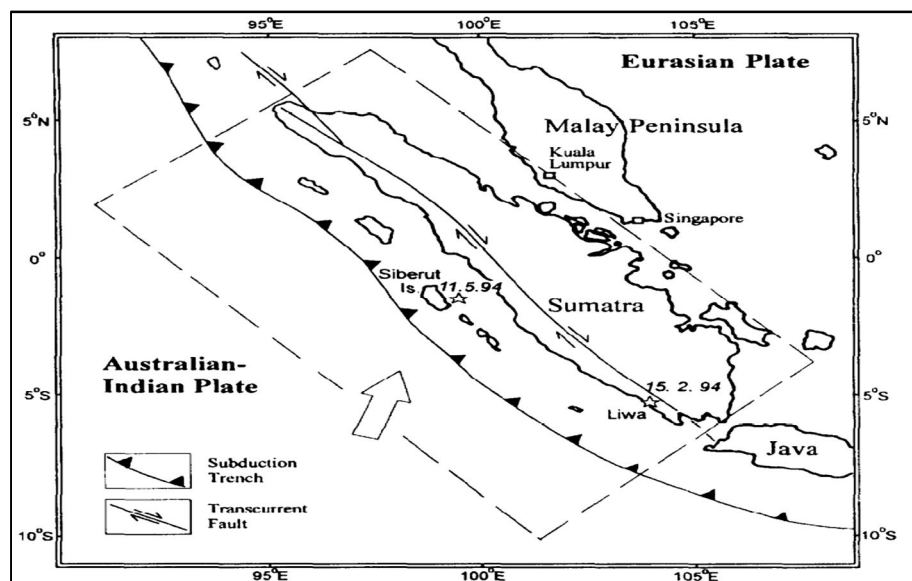 95°E 100°E 105°E
Eurasian Plate
5°N
Malay Peninsula
5°N
Kuala
Lumpur
Singapore
0°
0°
Siberut
Is.
11.5.94
Sumatra
Australian-
Indian Plate
15. 2. 94
5°S
5°S
Liwa
Java
Subduction
Trench
Transcurrent
Fault
10°S
10°S
95°E 100°E 105°E